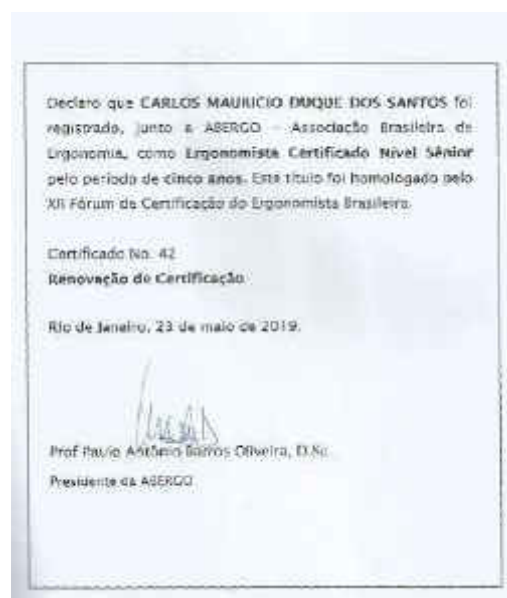 Declaro que CARLOS MAURICIO DUQUE DOS SANTOS foi
registrado, junto a ABERGO - Associação Brasileira de
Ergonomia, como Ergonomista Certificado Nível Sênior
pelo período de cinco anos. Este título foi homologado pelo
XII Fórum de Certificação do Ergonomista Brasileiro.
Certificado No. 42
Renovação de Certificação
Rio de Janeiro, 23 de maio de 2019.
Prof Paulo Antônio Barros Oliveira, D.Sc.
Presidente da ABERGO